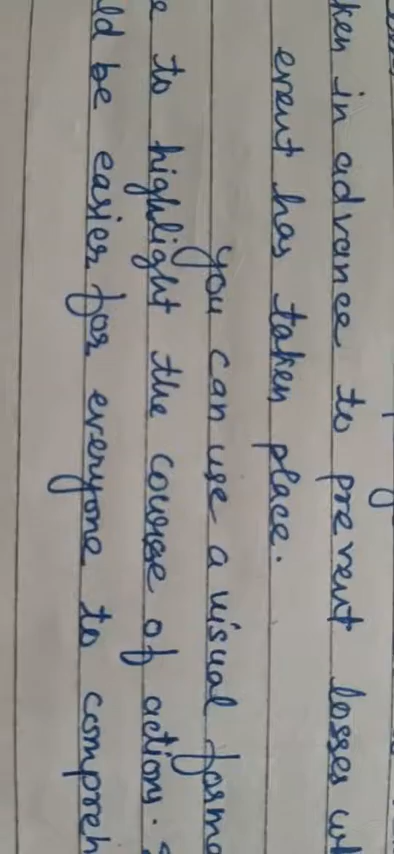 ken in advance to prevent losses wh
event has taken place.
you can use a visual forma
e to highlight the course of actions.
ld be easier for everyone to compreh